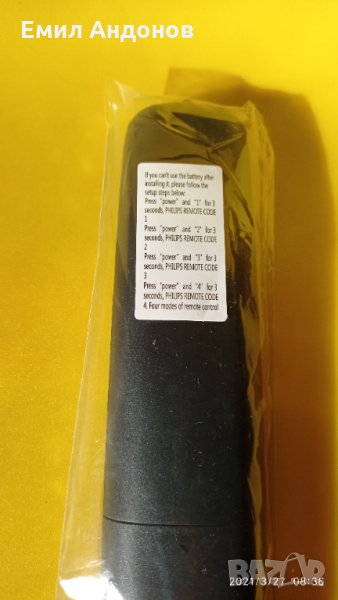 Емил Андонов
If you can't use the battery after
installing it, please follow the
setup steps below:
Press "power" and "1" for 3
seconds, PHILIPS REMOTE CODE
1
Press "power" and "2" for 3
seconds, PHILIPS REMOTE CODE
2
Press "power" and "3" for 3
seconds, PHILIPS REMOTE CODE
3
Press "power" and "4" for 3
seconds, PHILIPS REMOTE CODE
4. Four modes of remote control
BAZAR
2021/3/27 08:36